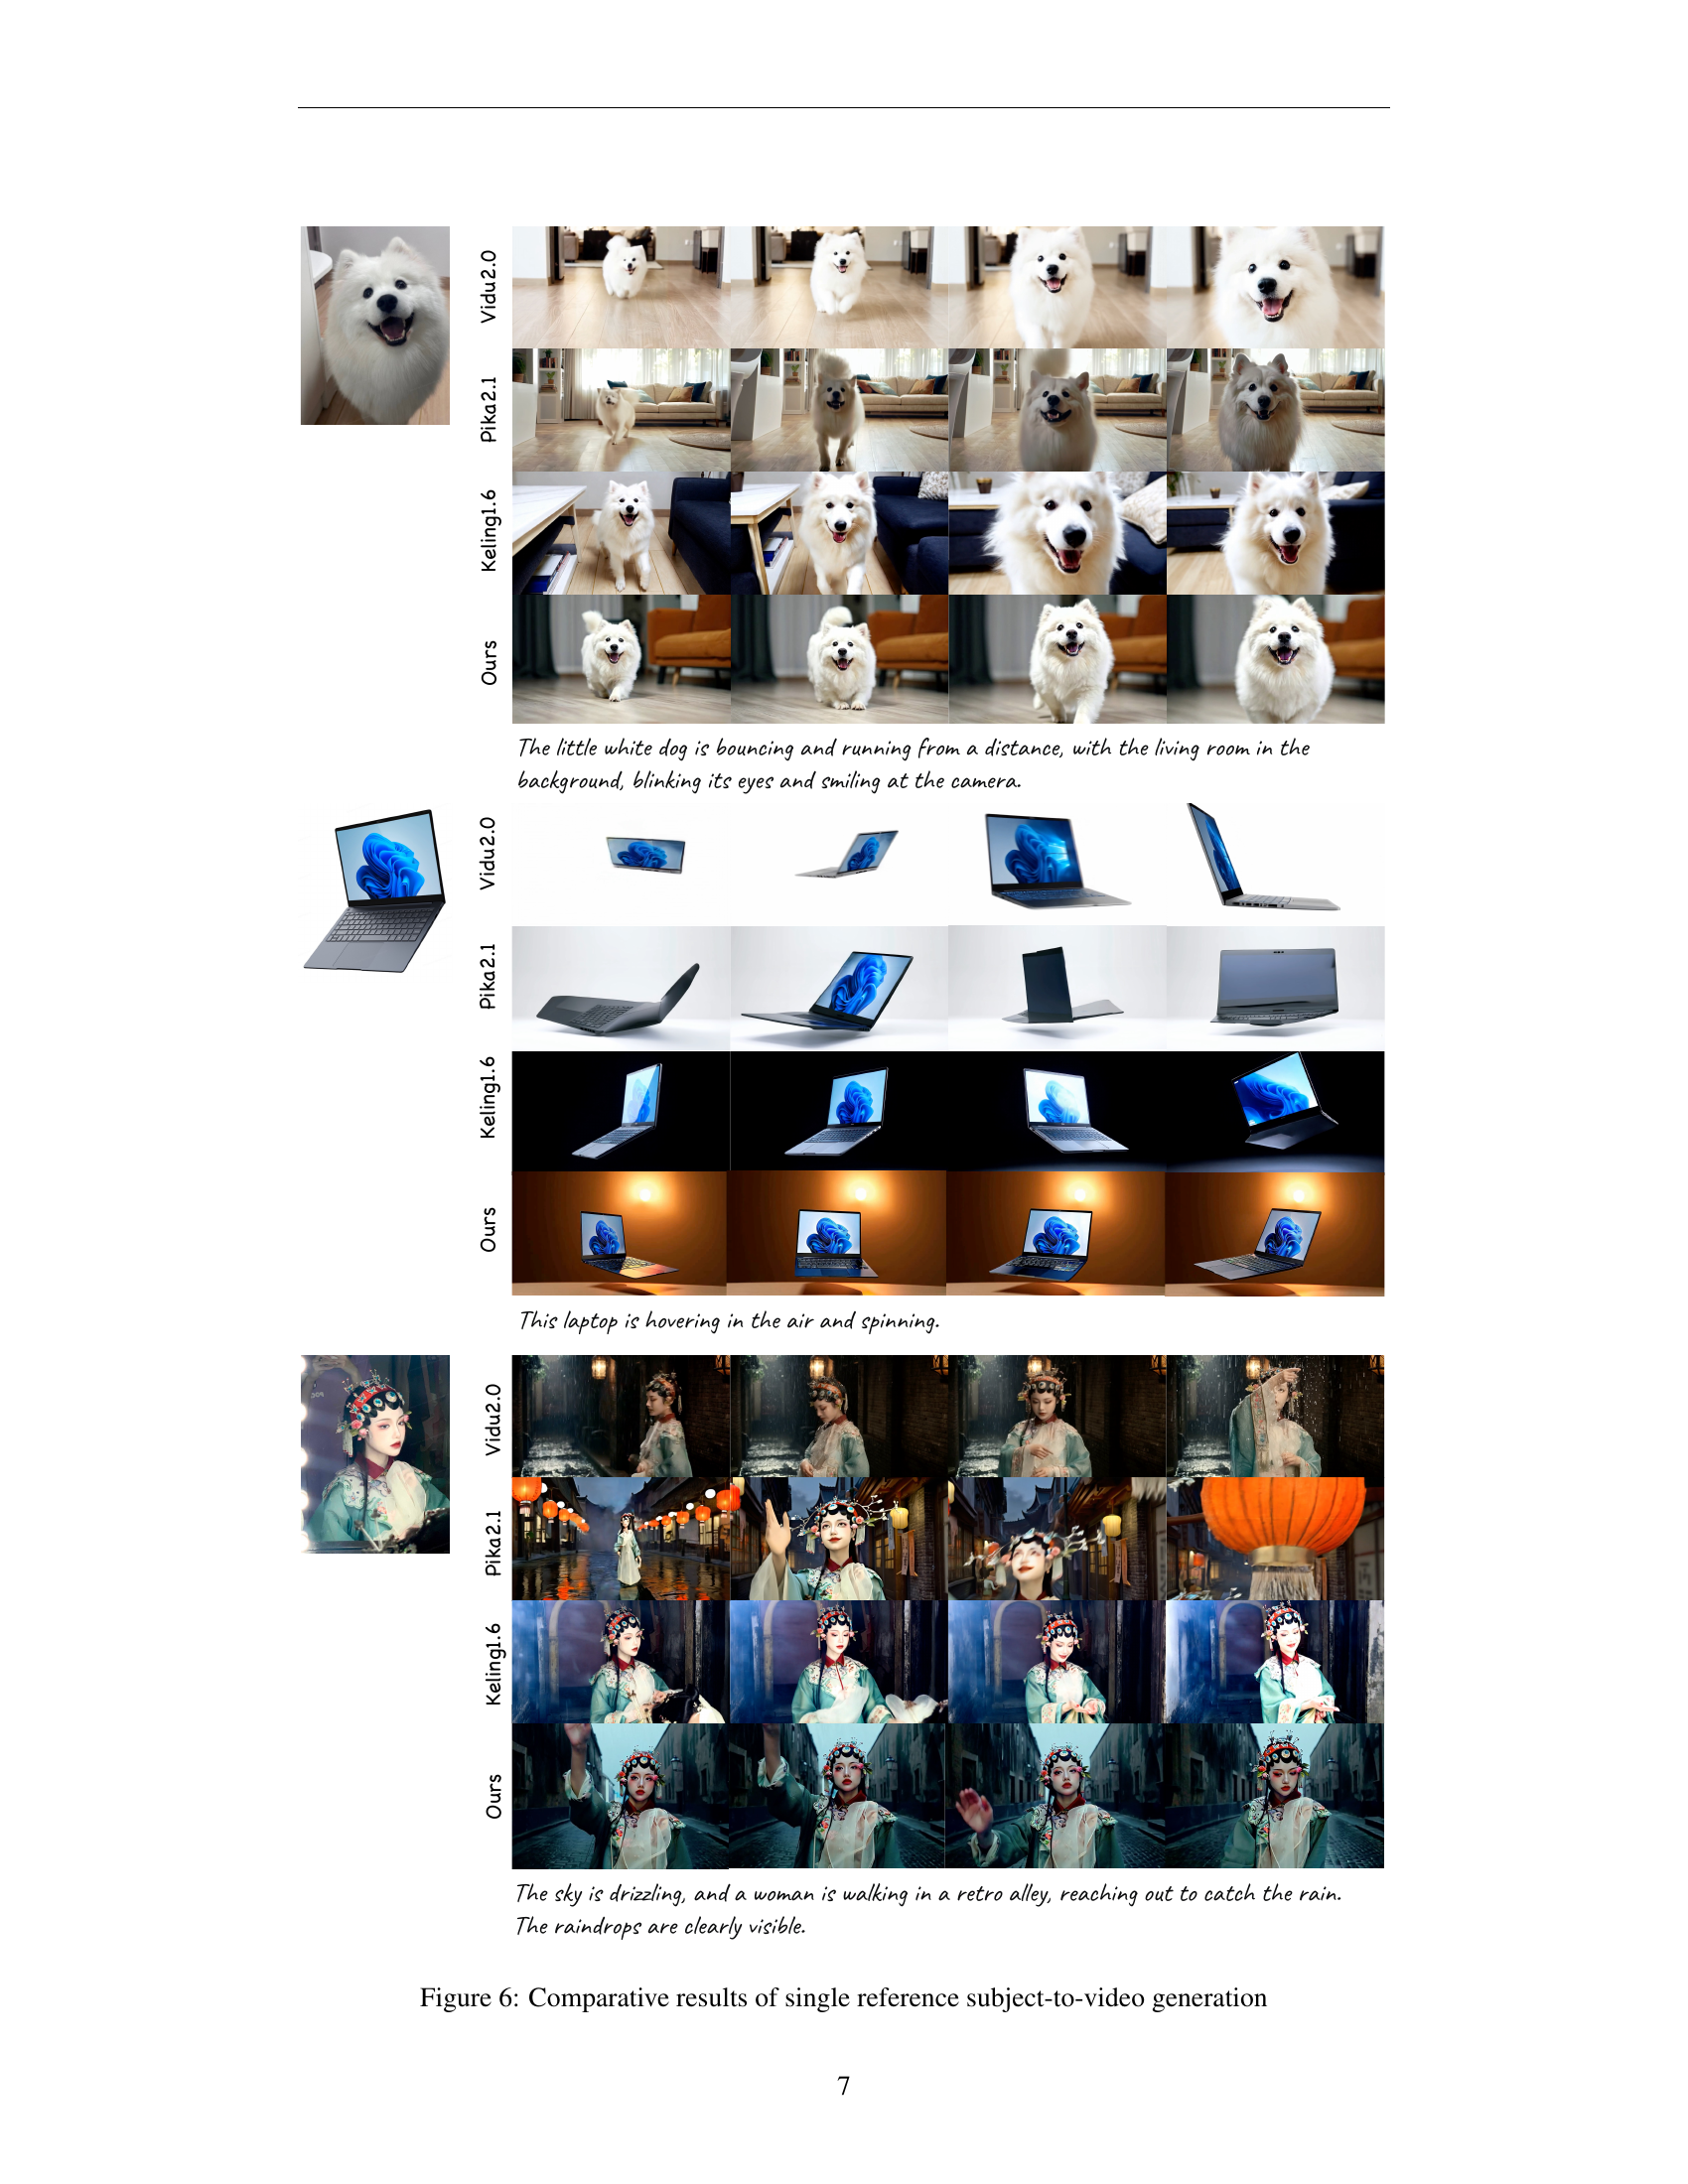 Vidu2.0
Pika2.1
Keling1.6
Ours
The little white dog is bouncing and running from a distance, with the living room in the
background, blinking its eyes and smiling at the camera.
Vidu2.0
Pika2.1
Keling1.6
Ours
This laptop is hovering in the air and spinning.
Vidu2.0
Pika2.1
Keling1.6
Ours
The sky is drizzling, and a woman is walking in a retro alley, reaching out to catch the rain.
The raindrops are clearly visible.
Figure 6: Comparative results of single reference subject-to-video generation
7